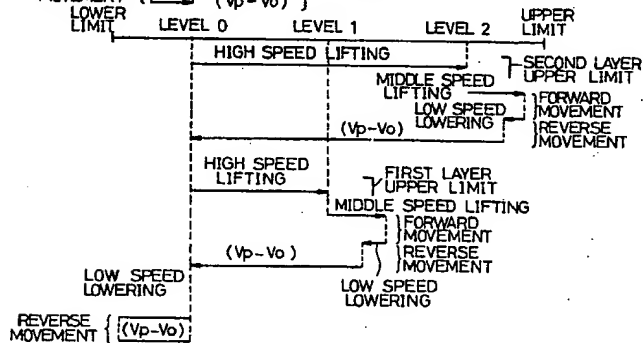 MOVEMENT { (Vp-Vo) }
LOWER LIMIT
LEVEL 0
LEVEL 1
LEVEL 2
UPPER LIMIT
HIGH SPEED LIFTING
SECOND LAYER
UPPER LIMIT
MIDDLE SPEED
LIFTING
FORWARD
MOVEMENT
LOW SPEED
LOWERING
(Vp-Vo)
REVERSE
MOVEMENT
HIGH SPEED
LIFTING
FIRST LAYER
UPPER LIMIT
MIDDLE SPEED LIFTING
FORWARD
MOVEMENT
(Vp-Vo)
REVERSE
MOVEMENT
LOW SPEED
LOWERING
LOW SPEED
LOWERING
REVERSE
MOVEMENT { (Vp-Vo)